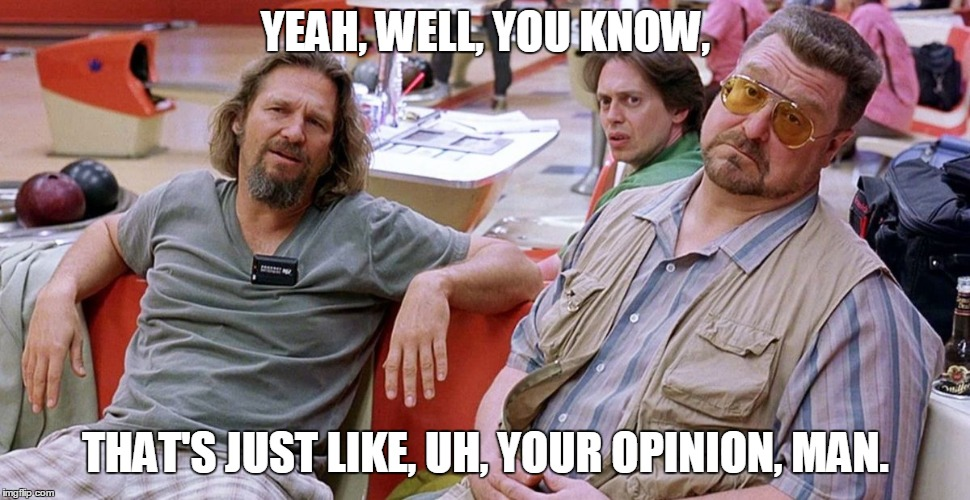 YEAH, WELL, YOU KNOW,
THAT'S JUST LIKE, UH, YOUR OPINION, MAN.
imgflip.com